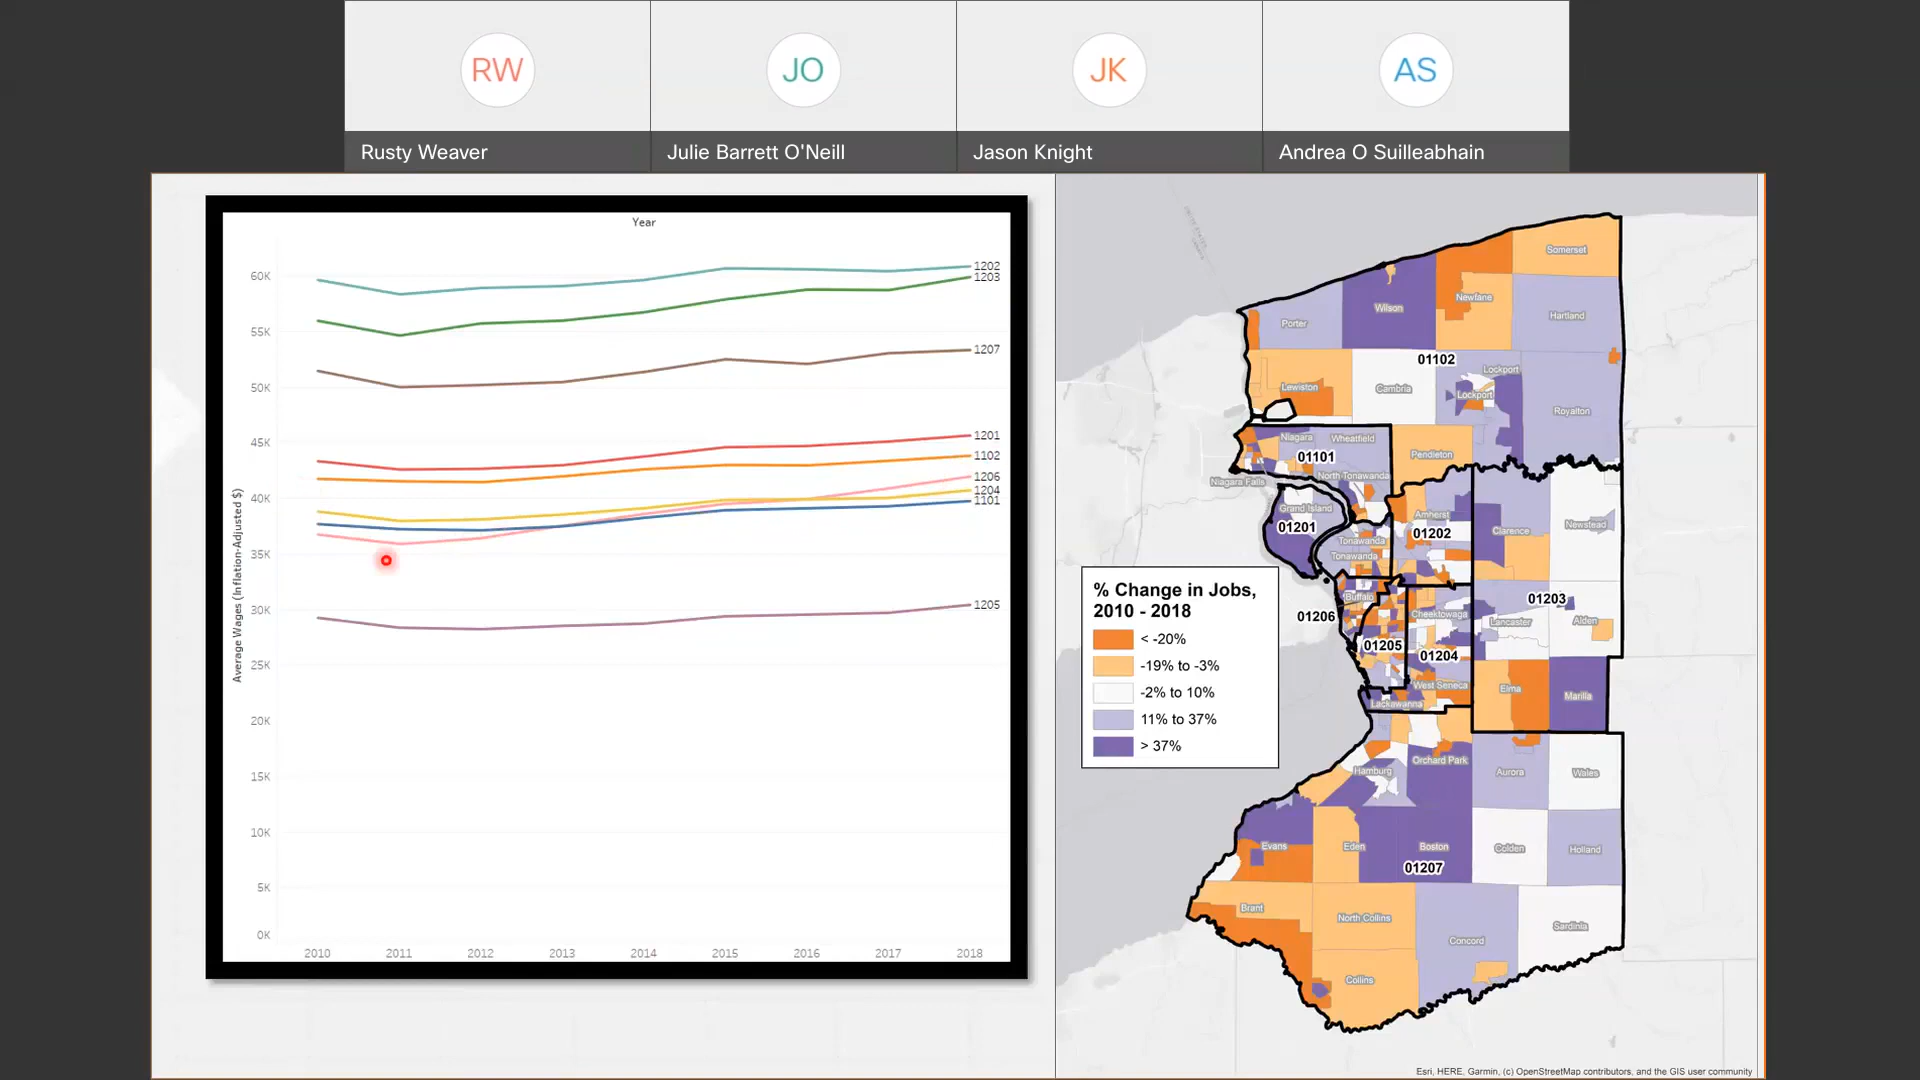 RW
JO
JK
AS
Rusty Weaver
Julie Barrett O'Neill
Jason Knight
Andrea O Suilleabhain
Year
Average Wages (Inflation-Adjusted $)
60K
55K
50K
45K
40K
35K
30K
25K
20K
15K
10K
5K
0K
1202
1203
1207
1201
1102
1206
1204
1101
1205
2010
2011
2012
2013
2014
2015
2016
2017
2018
Somerset
Newfane
Wilson
Hartland
Porter
01102
Lockport
Lewiston
Cambria
Lockport
Royalton
Niagara
Wheatfield
01101
Pendleton
North Tonawanda
Niagara Falls
Grand Island
01201
Amherst
01202
Clarence
Newstead
Tonawanda
Tonawanda
Buffalo
01206
Cheektowaga
01203
Lancaster
Alden
01205
01204
West Seneca
Elma
Marilla
Lackawanna
% Change in Jobs,
2010 - 2018
< -20%
-19% to -3%
-2% to 10%
11% to 37%
> 37%
Orchard Park
Hamburg
Aurora
Wales
Evans
Eden
Boston
Colden
Holland
01207
Brant
North Collins
Concord
Sardinia
Collins
Esri, HERE, Garmin, (c) OpenStreetMap contributors, and the GIS user community